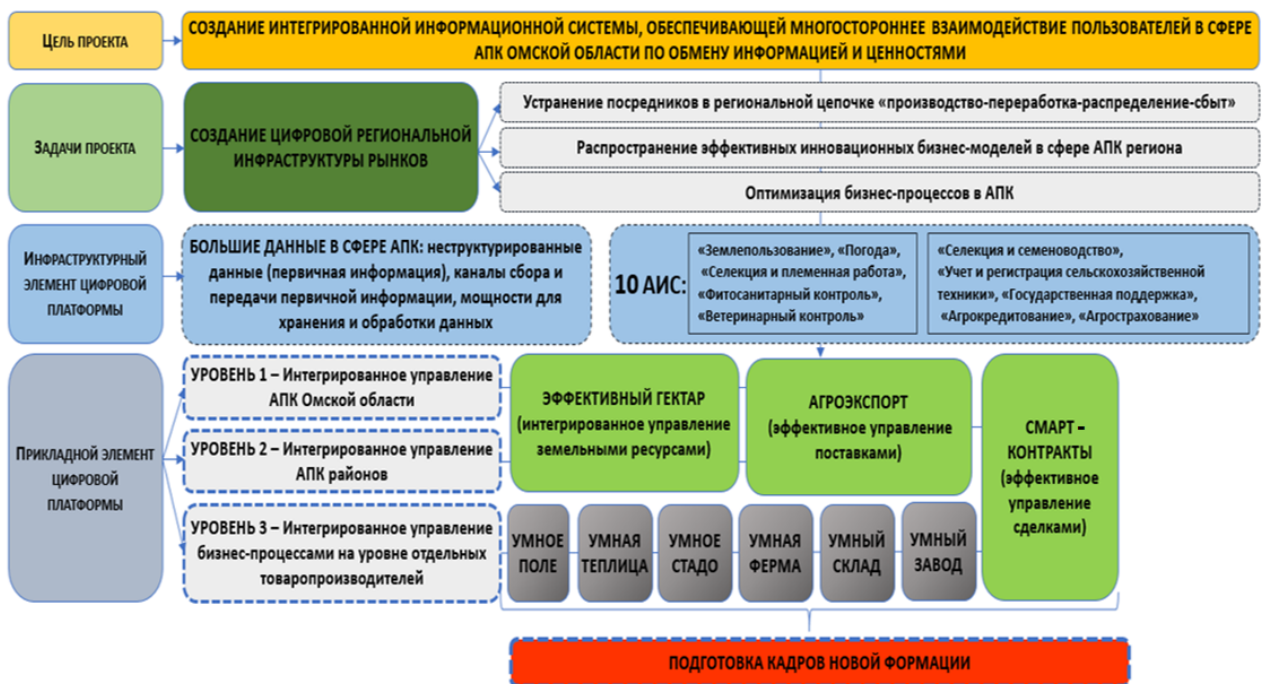 ЦЕЛЬ ПРОЕКТА
СОЗДАНИЕ ИНТЕГРИРОВАННОЙ ИНФОРМАЦИОННОЙ СИСТЕМЫ, ОБЕСПЕЧИВАЮЩЕЙ МНОГОСТОРОННЕЕ ВЗАИМОДЕЙСТВИЕ ПОЛЬЗОВАТЕЛЕЙ В СФЕРЕ
АПК ОМСКОЙ ОБЛАСТИ ПО ОБМЕНУ ИНФОРМАЦИЕЙ И ЦЕННОСТЯМИ
ЗАДАЧИ ПРОЕКТА
СОЗДАНИЕ ЦИФРОВОЙ РЕГИОНАЛЬНОЙ
ИНФРАСТРУКТУРЫ РЫНКОВ
Устранение посредников в региональной цепочке «производство-переработка-распределение-сбыт»
Распространение эффективных инновационных бизнес-моделей в сфере АПК региона
Оптимизация бизнес-процессов в АПК
ИНФРАСТРУКТУРНЫЙ
ЭЛЕМЕНТ ЦИФРОВОЙ
ПЛАТФОРМЫ
БОЛЬШИЕ ДАННЫЕ В СФЕРЕ АПК: неструктурированные
данные (первичная информация), каналы сбора и
передачи первичной информации, мощности для
хранения и обработки данных
10 АИС:
«Землепользование», «Погода»,
«Селекция и племенная работа»,
«Фитосанитарный контроль»,
«Ветеринарный контроль»
«Селекция и семеноводство»,
«Учет и регистрация сельскохозяйственной
техники», «Государственная поддержка»,
«Агрокредитование», «Агрострахование»
ПРИКЛАДНОЙ ЭЛЕМЕНТ
ЦИФРОВОЙ
ПЛАТФОРМЫ
УРОВЕНЬ 1 – Интегрированное управление
АПК Омской области
УРОВЕНЬ 2 – Интегрированное управление
АПК районов
УРОВЕНЬ 3 – Интегрированное управление
бизнес-процессами на уровне отдельных
товаропроизводителей
ЭФФЕКТИВНЫЙ ГЕКТАР
(интегрированное управление
земельными ресурсами)
АГРОЭКСПОРТ
(эффективное управление
поставками)
СМАРТ –
КОНТРАКТЫ
(эффективное
управление
сделками)
УМНОЕ
ПОЛЕ
УМНАЯ
ТЕПЛИЦА
УМНОЕ
СТАДО
УМНАЯ
ФЕРМА
УМНЫЙ
СКЛАД
УМНЫЙ
ЗАВОД
ПОДГОТОВКА КАДРОВ НОВОЙ ФОРМАЦИИ